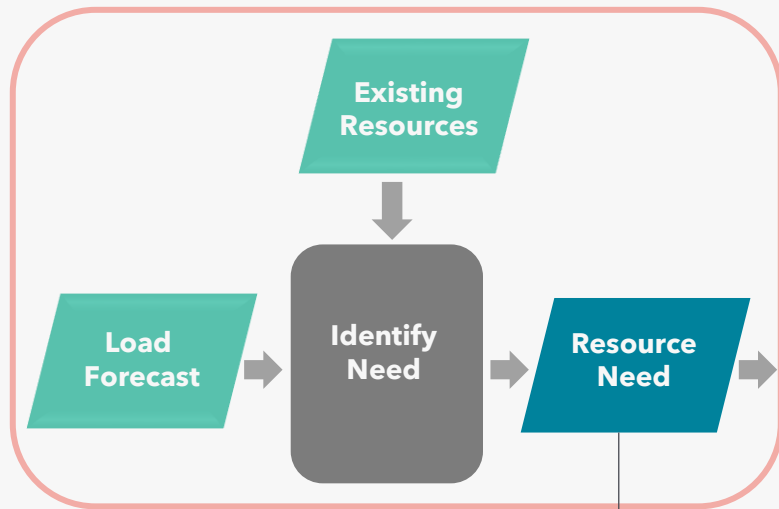 Existing
Resources
Load
Forecast
Identify
Need
Resource
Need